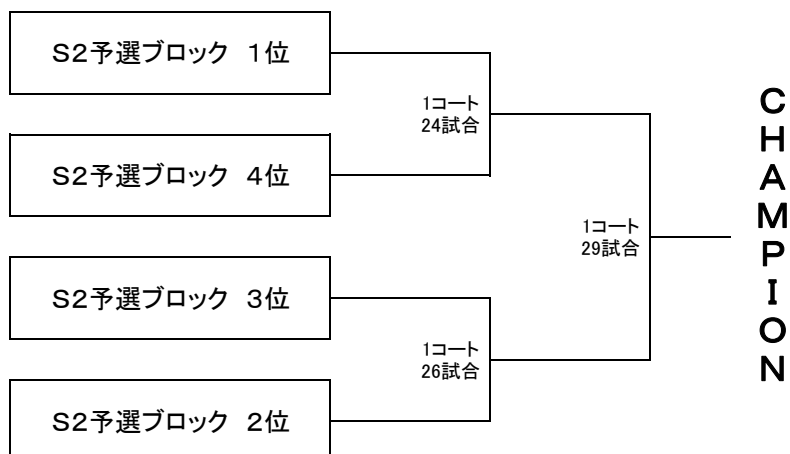 S2予選ブロック 1位
1コート
24試合
S2予選ブロック 4位
1コート
29試合
S2予選ブロック 3位
1コート
26試合
S2予選ブロック 2位
CHAMPION